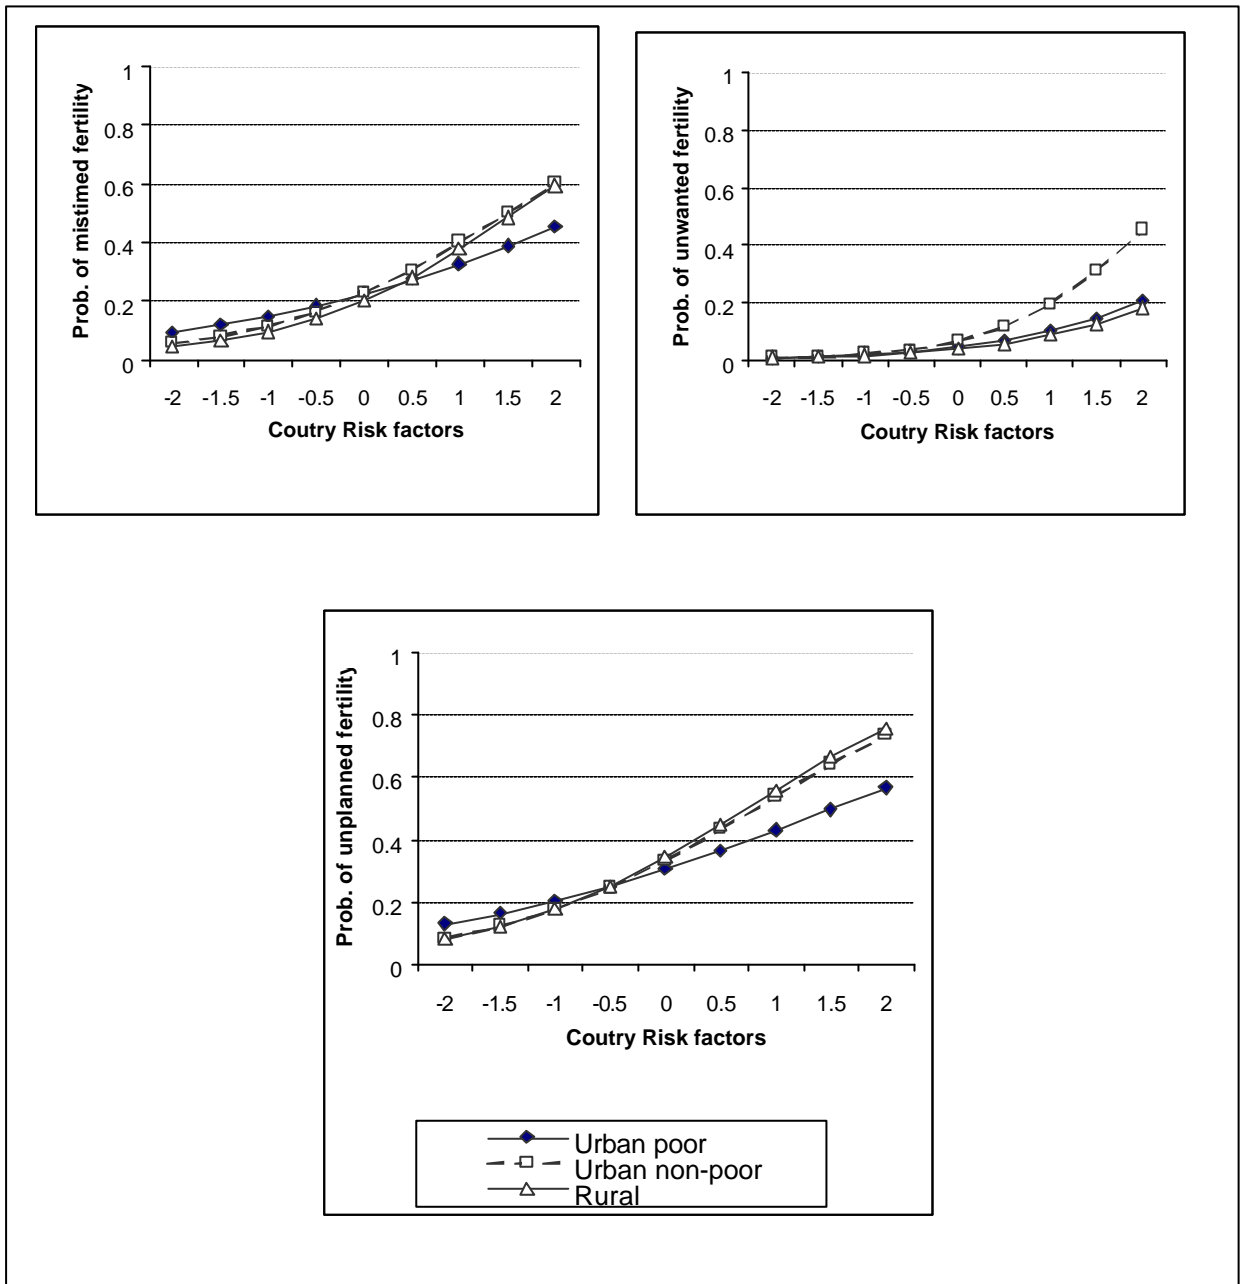 Prob. of mistimed fertility
1
0.8
0.6
0.4
0.2
0
-2 -1.5 -1 -0.5 0 0.5 1 1.5 2
Coutry Risk factors
Prob. of unwanted fertility
1
0.8
0.6
0.4
0.2
0
-2 -1.5 -1 -0.5 0 0.5 1 1.5 2
Coutry Risk factors
Prob. of unplanned fertility
1
0.8
0.6
0.4
0.2
0
-2 -1.5 -1 -0.5 0 0.5 1 1.5 2
Coutry Risk factors
Urban poor
Urban non-poor
Rural